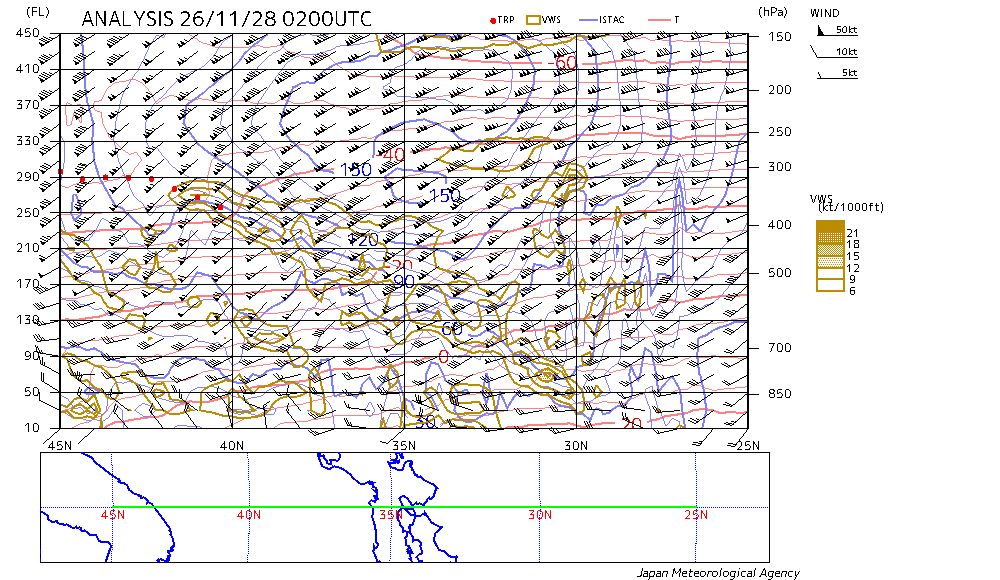 (FL) ANALYSIS 26/11/28 0200UTC TRP VWS ISTAC T (hPa) WIND
450 150 50kt
60
410 10kt
5kt
200
370
250
330
40
300
290 150
150
VWS
(kt/1000ft)
250
400 21
120 18
210
15
20 500 12
170 90 9
6
130
60
700
90 0
50 850
10 30 20
45N 40N 35N 30N 25N
45N 40N 35N 30N 25N
Japan Meteorological Agency